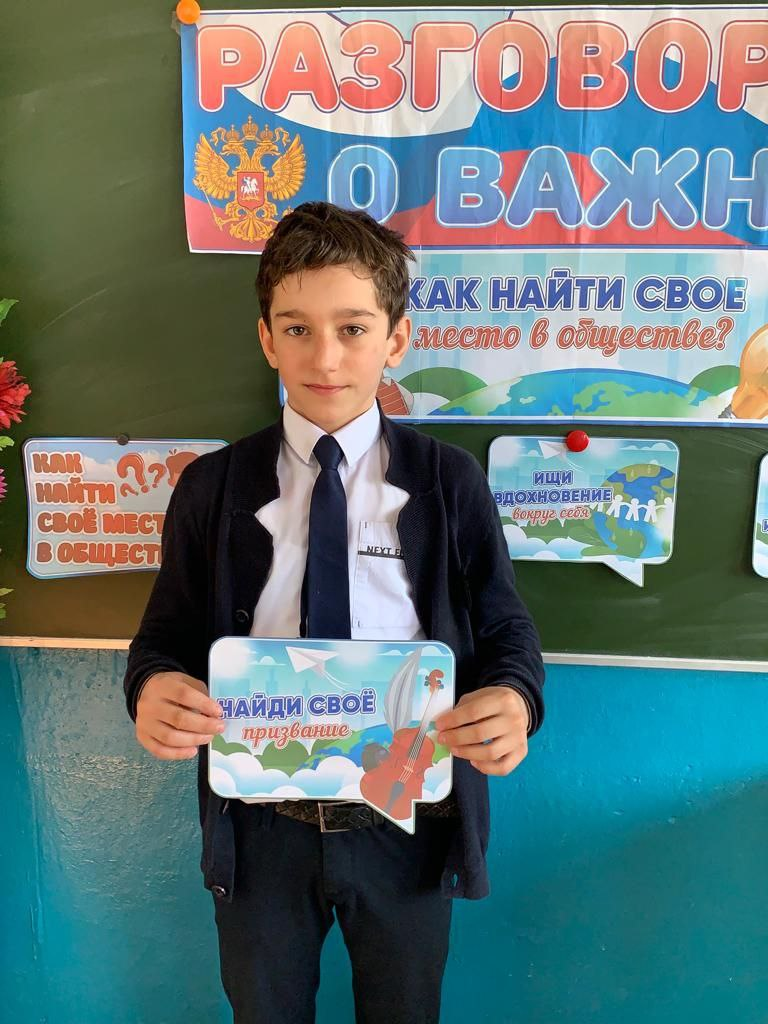 РАЗГОВОР
О ВАЖН
КАК НАЙТИ СВОЕ
место в обществе?
КАК
НАЙТИ
СВОЁ МЕСТ
В ОБЩЕСТ
ИЩИ
ВДОХНОВЕНИЕ
вокруг себя
NEXT
НАЙДИ СВОЁ
призвание